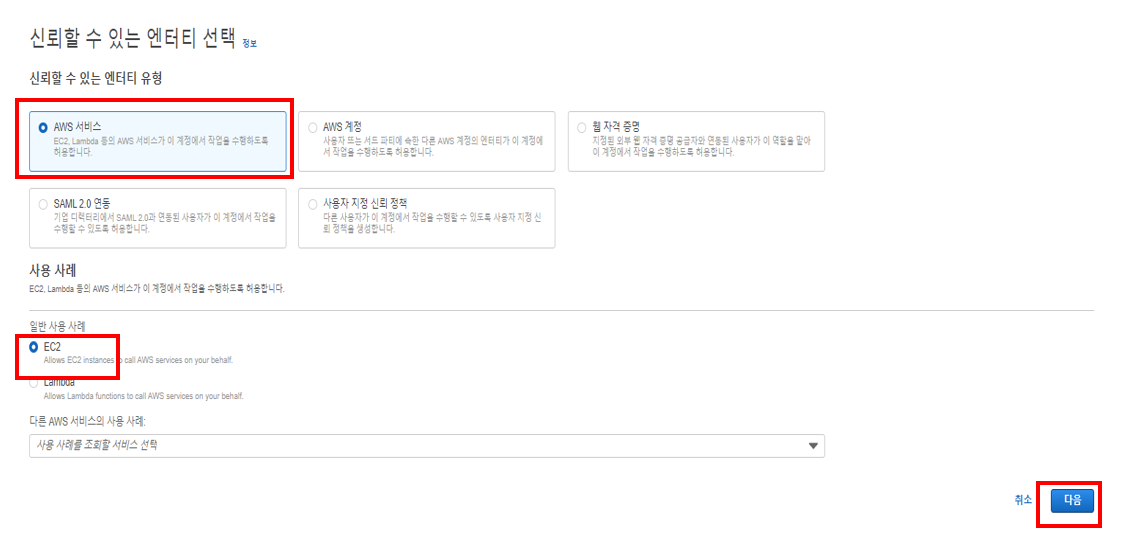 신뢰할 수 있는 엔터티 선택 정보
신뢰할 수 있는 엔터티 유형
AWS 서비스
EC2, Lambda 등의 AWS 서비스가 이 계정에서 작업을 수행하도록
허용합니다.
AWS 계정
사용자 또는 서드 파티에 속한 다른 AWS 계정의 엔터티가 이 계정에
서 작업을 수행하도록 허용합니다.
웹 자격 증명
지정된 외부 웹 자격 증명 공급자와 연동된 사용자가 이 역할을 맡아
이 계정에서 작업을 수행하도록 허용합니다.
SAML 2.0 연동
기업 디렉터리에서 SAML 2.0과 연동된 사용자가 이 계정에서 작업을
수행할 수 있도록 허용합니다.
사용자 지정 신뢰 정책
다른 사용자가 이 계정에서 작업을 수행할 수 있도록 사용자 지정 신
뢰 정책을 생성합니다.
사용 사례
EC2, Lambda 등의 AWS 서비스가 이 계정에서 작업을 수행하도록 허용합니다.
일반 사용 사례
EC2
Allows EC2 instances to call AWS services on your behalf.
Lambda
Allows Lambda functions to call AWS services on your behalf.
다른 AWS 서비스의 사용 사례:
사용 사례를 조회할 서비스 선택
취소
다음